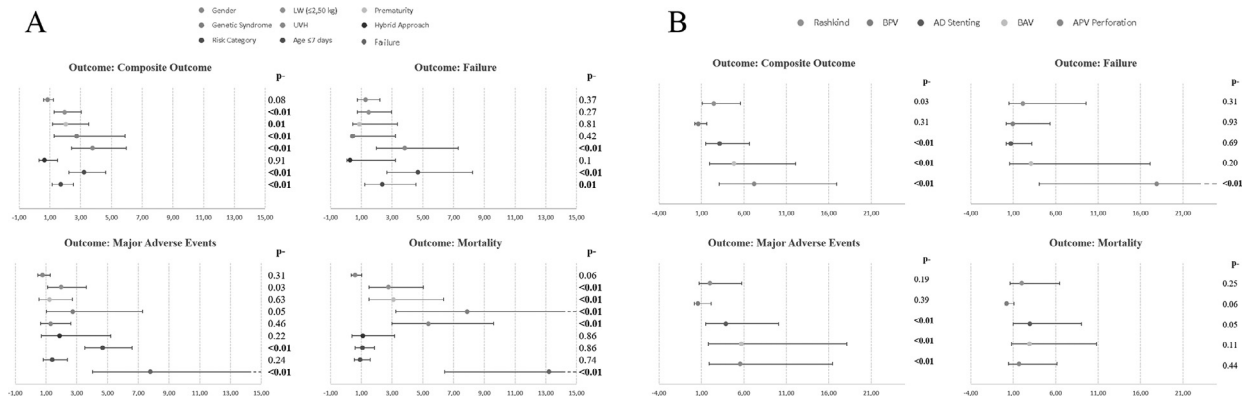 A
Gender
LW (≤2,50 kg)
Prematurity
Genetic Syndrome
UVH
Hybrid Approach
Risk Category
Age ≤7 days
Failure
Outcome: Composite Outcome
p-
0.08
<0.01
0.01
<0.01
<0.01
0.91
<0.01
<0.01
-1,00 1,00 3,00 5,00 7,00 9,00 11,00 13,00 15,00
Outcome: Failure
p-
0.37
0.27
0.81
0.42
<0.01
0.1
<0.01
0.01
-1,00 1,00 3,00 5,00 7,00 9,00 11,00 13,00 15,00
Outcome: Major Adverse Events
p-
0.31
0.03
0.63
0.05
0.46
0.22
<0.01
0.24
<0.01
-1,00 1,00 3,00 5,00 7,00 9,00 11,00 13,00 15,00
Outcome: Mortality
p-
0.06
<0.01
<0.01
<0.01
<0.01
0.86
0.86
0.74
<0.01
-1,00 1,00 3,00 5,00 7,00 9,00 11,00 13,00 15,00
B
Rashkind
BPV
AD Stenting
BAV
APV Perforation
Outcome: Composite Outcome
p-
0.03
0.31
<0.01
<0.01
<0.01
-4,00 1,00 6,00 11,00 16,00 21,00
Outcome: Failure
p-
0.31
0.93
0.69
0.20
<0.01
-4,00 1,00 6,00 11,00 16,00 21,00
Outcome: Major Adverse Events
p-
0.19
0.39
<0.01
<0.01
<0.01
-4,00 1,00 6,00 11,00 16,00 21,00
Outcome: Mortality
p-
0.25
0.06
0.05
0.11
0.44
-4,00 1,00 6,00 11,00 16,00 21,00